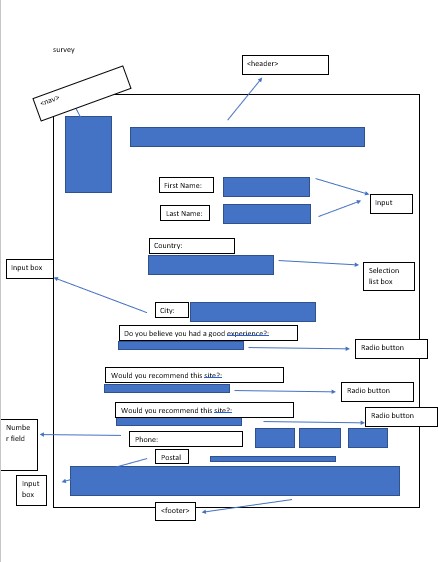 survey
<header>
<nav>
First Name:
Last Name:
Input
Country:
Input box
Selection
list box
City:
Do you believe you had a good experience?:
Radio button
Would you recommend this site?:
Radio button
Would you recommend this site?:
Radio button
Numbe
r field
Phone:
Postal
Input
box
<footer>